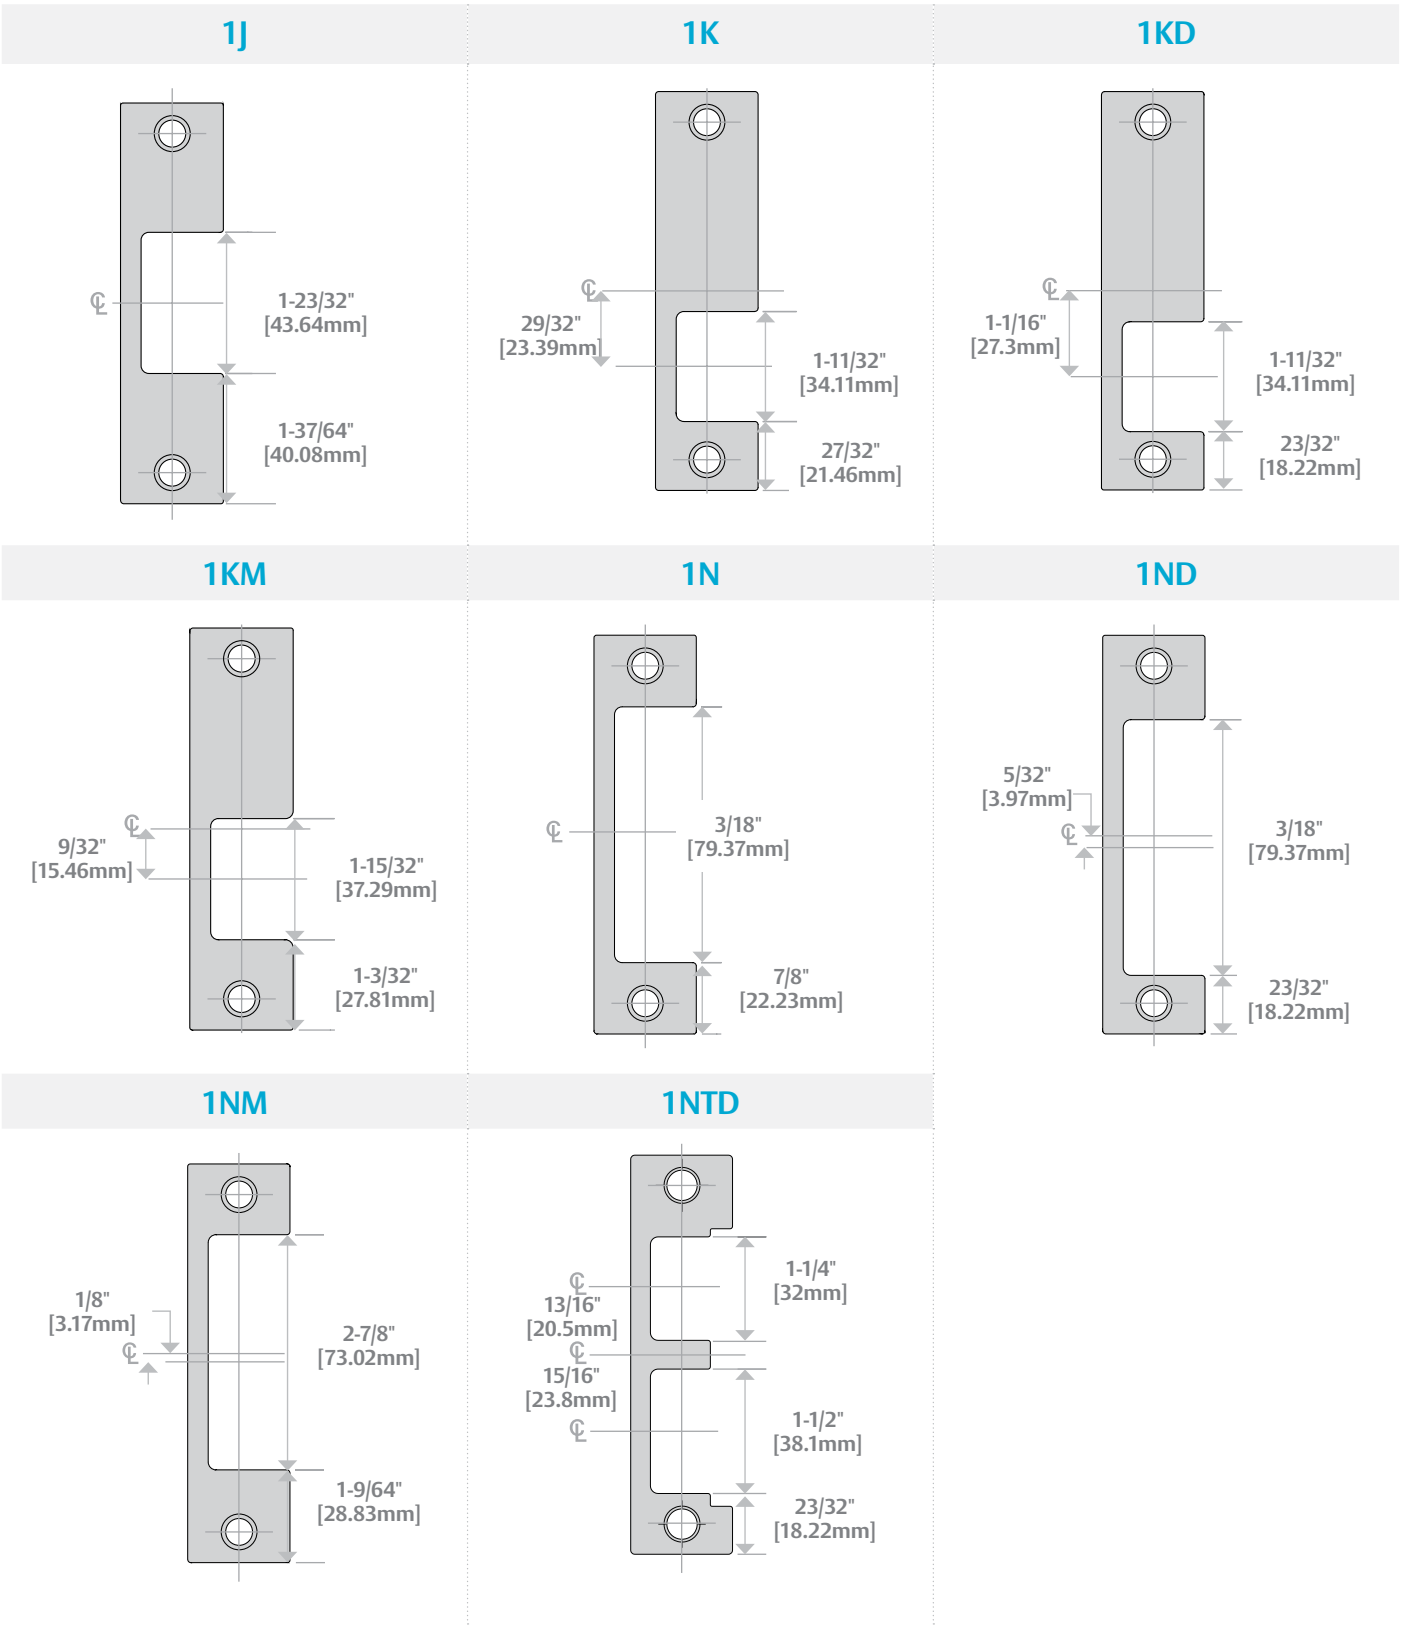 1J
1K
1KD
℄
1-23/32"
[43.64mm]
1-37/64"
[40.08mm]
℄
29/32"
[23.39mm]
1-11/32"
[34.11mm]
27/32"
[21.46mm]
℄
1-1/16"
[27.3mm]
1-11/32"
[34.11mm]
23/32"
[18.22mm]
1KM
1N
1ND
℄
9/32"
[15.46mm]
1-15/32"
[37.29mm]
1-3/32"
[27.81mm]
℄
3/18"
[79.37mm]
7/8"
[22.23mm]
5/32"
[3.97mm]
℄
3/18"
[79.37mm]
23/32"
[18.22mm]
1NM
1NTD
1/8"
[3.17mm]
℄
2-7/8"
[73.02mm]
1-9/64"
[28.83mm]
℄
13/16"
[20.5mm]
℄
15/16"
[23.8mm]
℄
1-1/4"
[32mm]
1-1/2"
[38.1mm]
23/32"
[18.22mm]